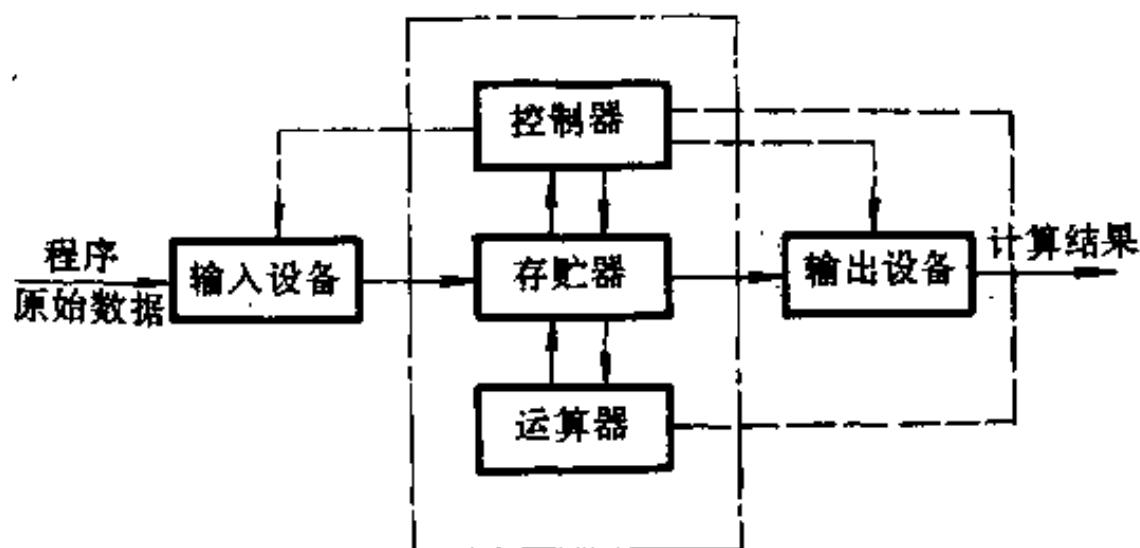 控制器
程序
原始数据
输入设备
存贮器
输出设备
计算结果
运算器